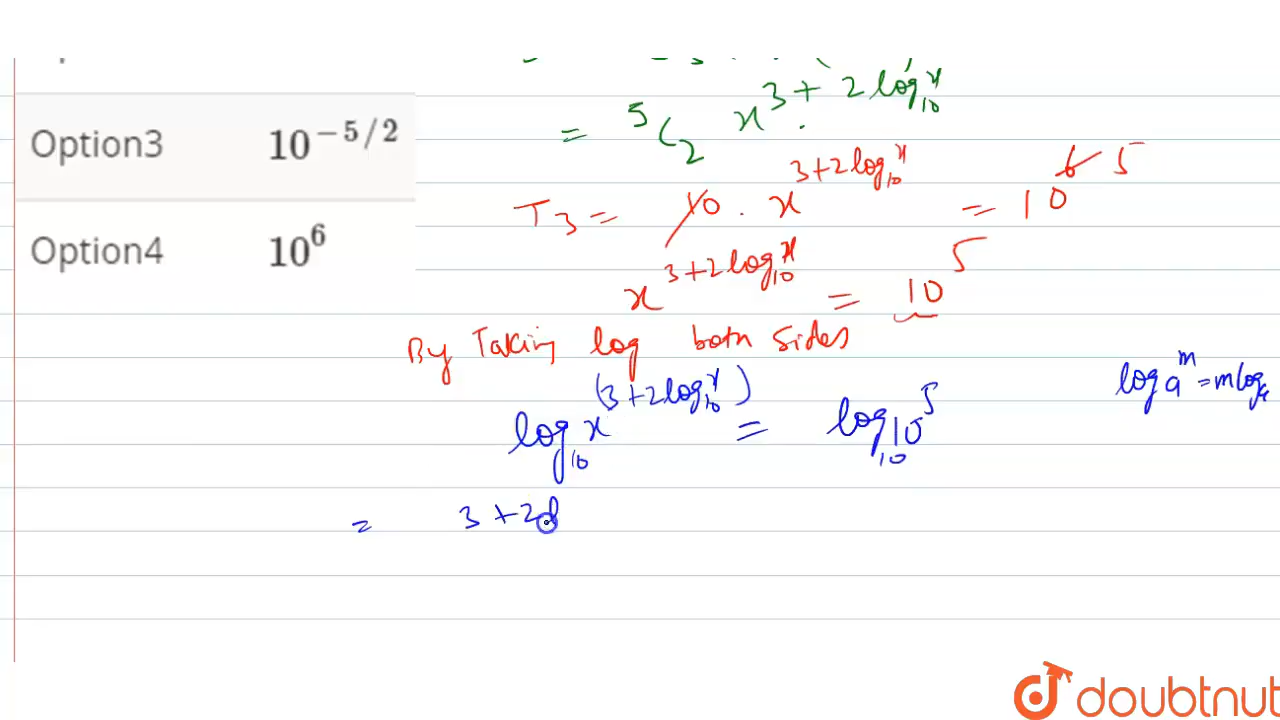 = ⁵C₂ x^(3 + 2 log₁₀ x)
Option3 10^(−5/2)
T₃ = 10 . x^(3+2log₁₀ x) = 10^6 5
Option4 10^6
x^(3+2log₁₀ x) = 10^5
By Taking log both sides
log a^m = m log a
log₁₀ x^(3+2log₁₀ x) = log₁₀ 10^5
= 3 + 2l
doubtnut